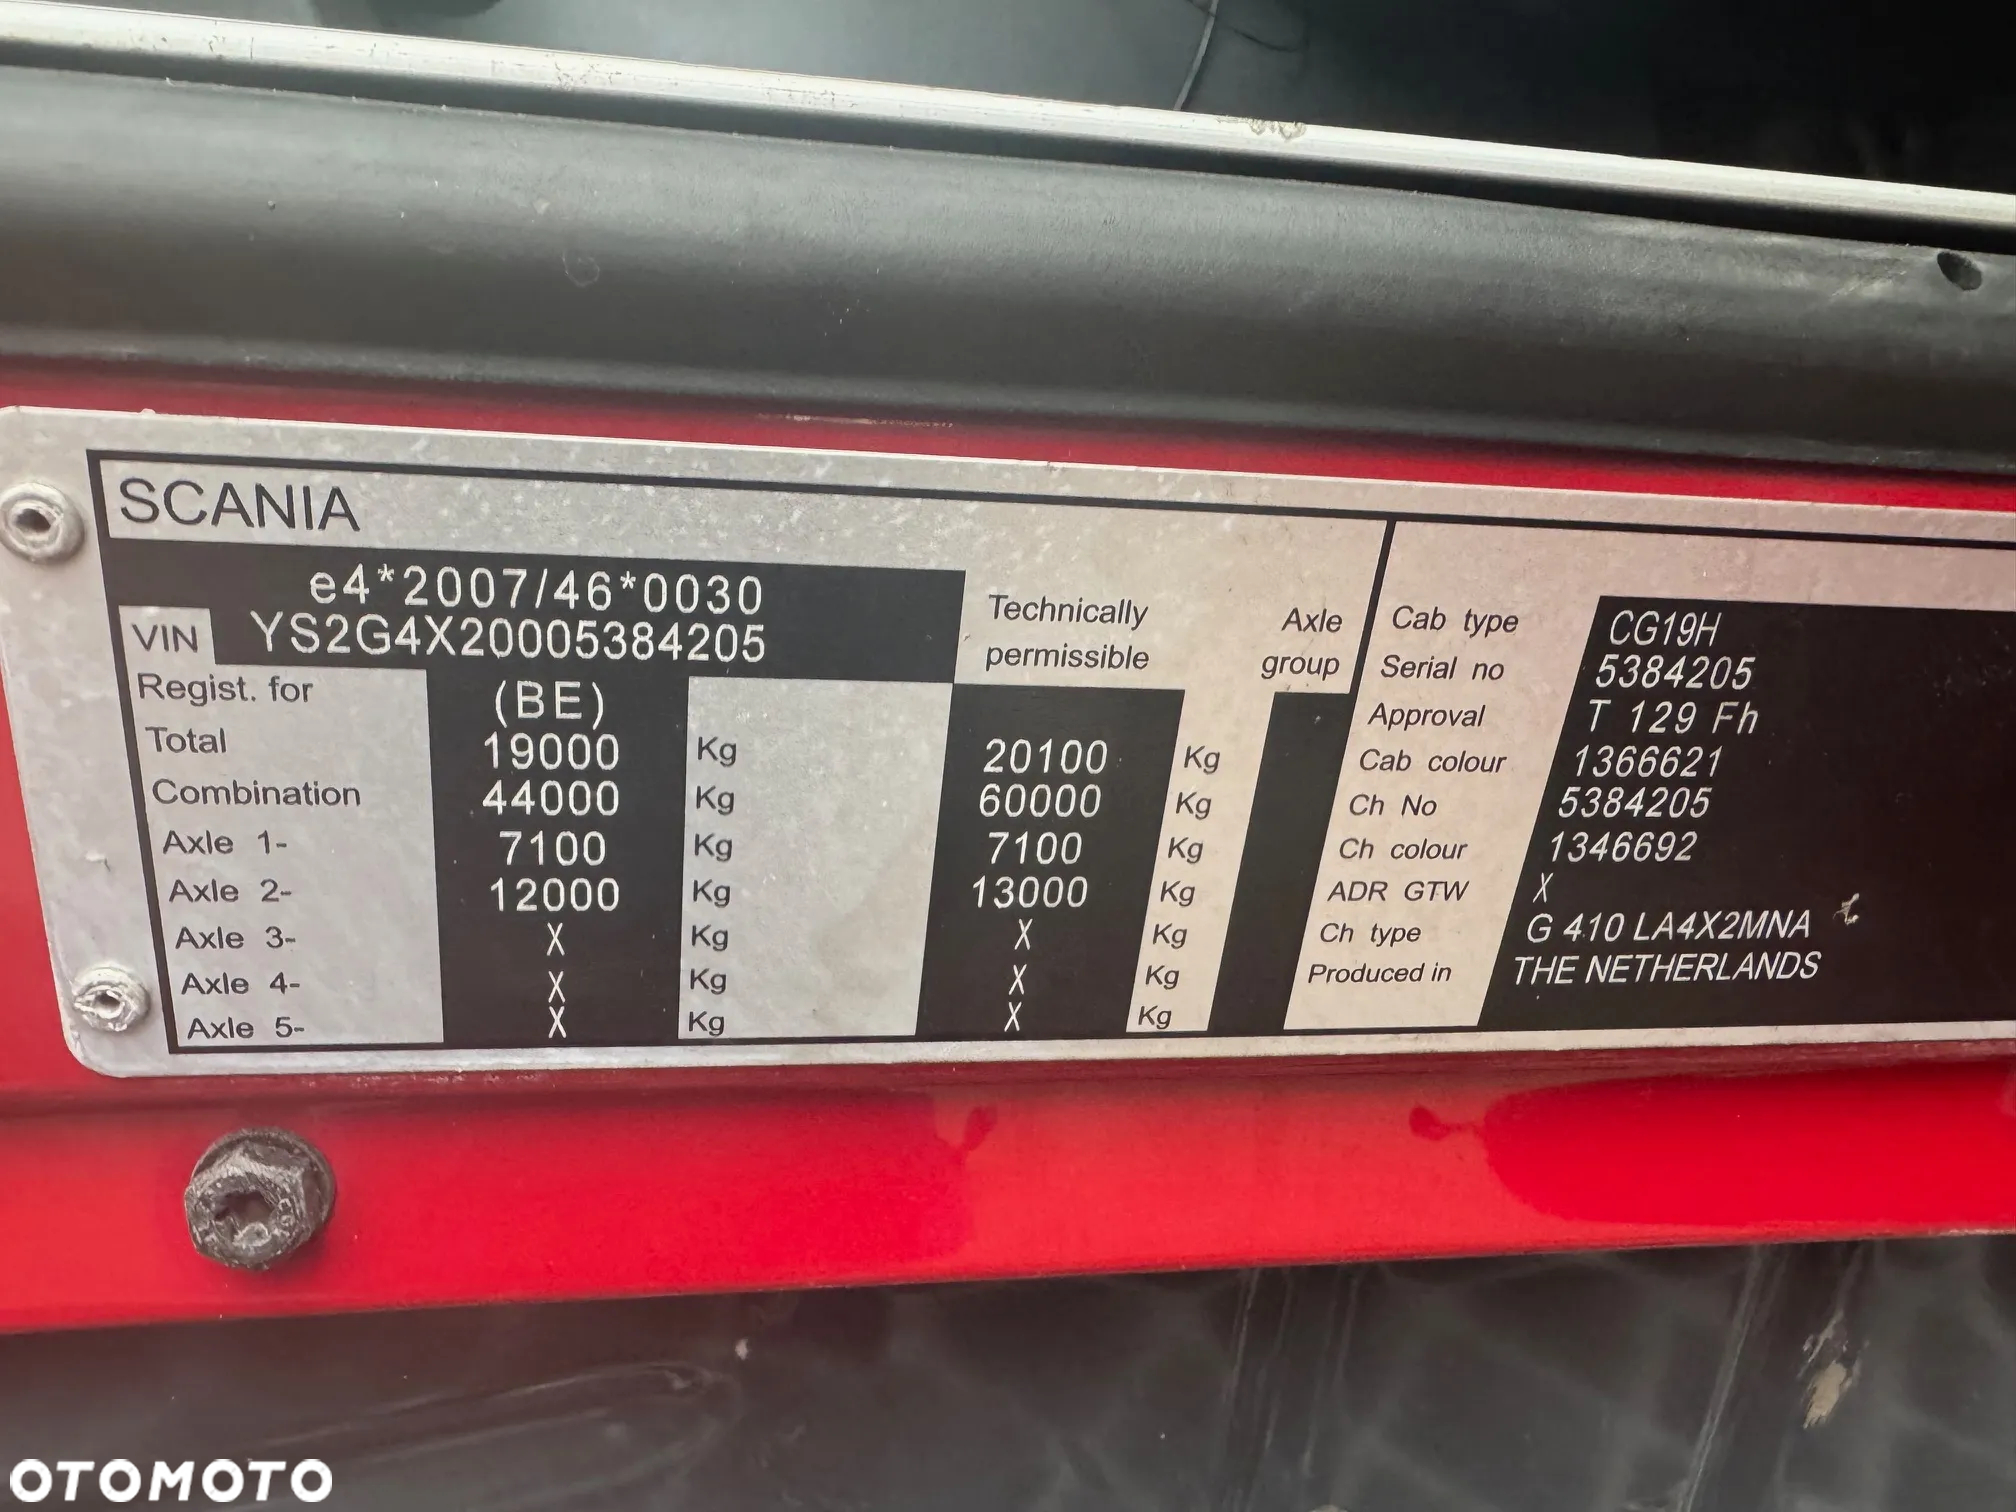 SCANIA
e4*2007/46*0030
VIN YS2G4X20005384205
Technically permissible
Axle group
Regist. for (BE)
Total 19000 Kg 20100 Kg
Combination 44000 Kg 60000 Kg
Axle 1- 7100 Kg 7100 Kg
Axle 2- 12000 Kg 13000 Kg
Axle 3- X Kg X Kg
Axle 4- X Kg X Kg
Axle 5- X Kg X Kg
Cab type CG19H
Serial no 5384205
Approval T 129 Fh
Cab colour 1366621
Ch No 5384205
Ch colour 1346692
ADR GTW X
Ch type G 410 LA4X2MNA
Produced in THE NETHERLANDS
OTOMOTO